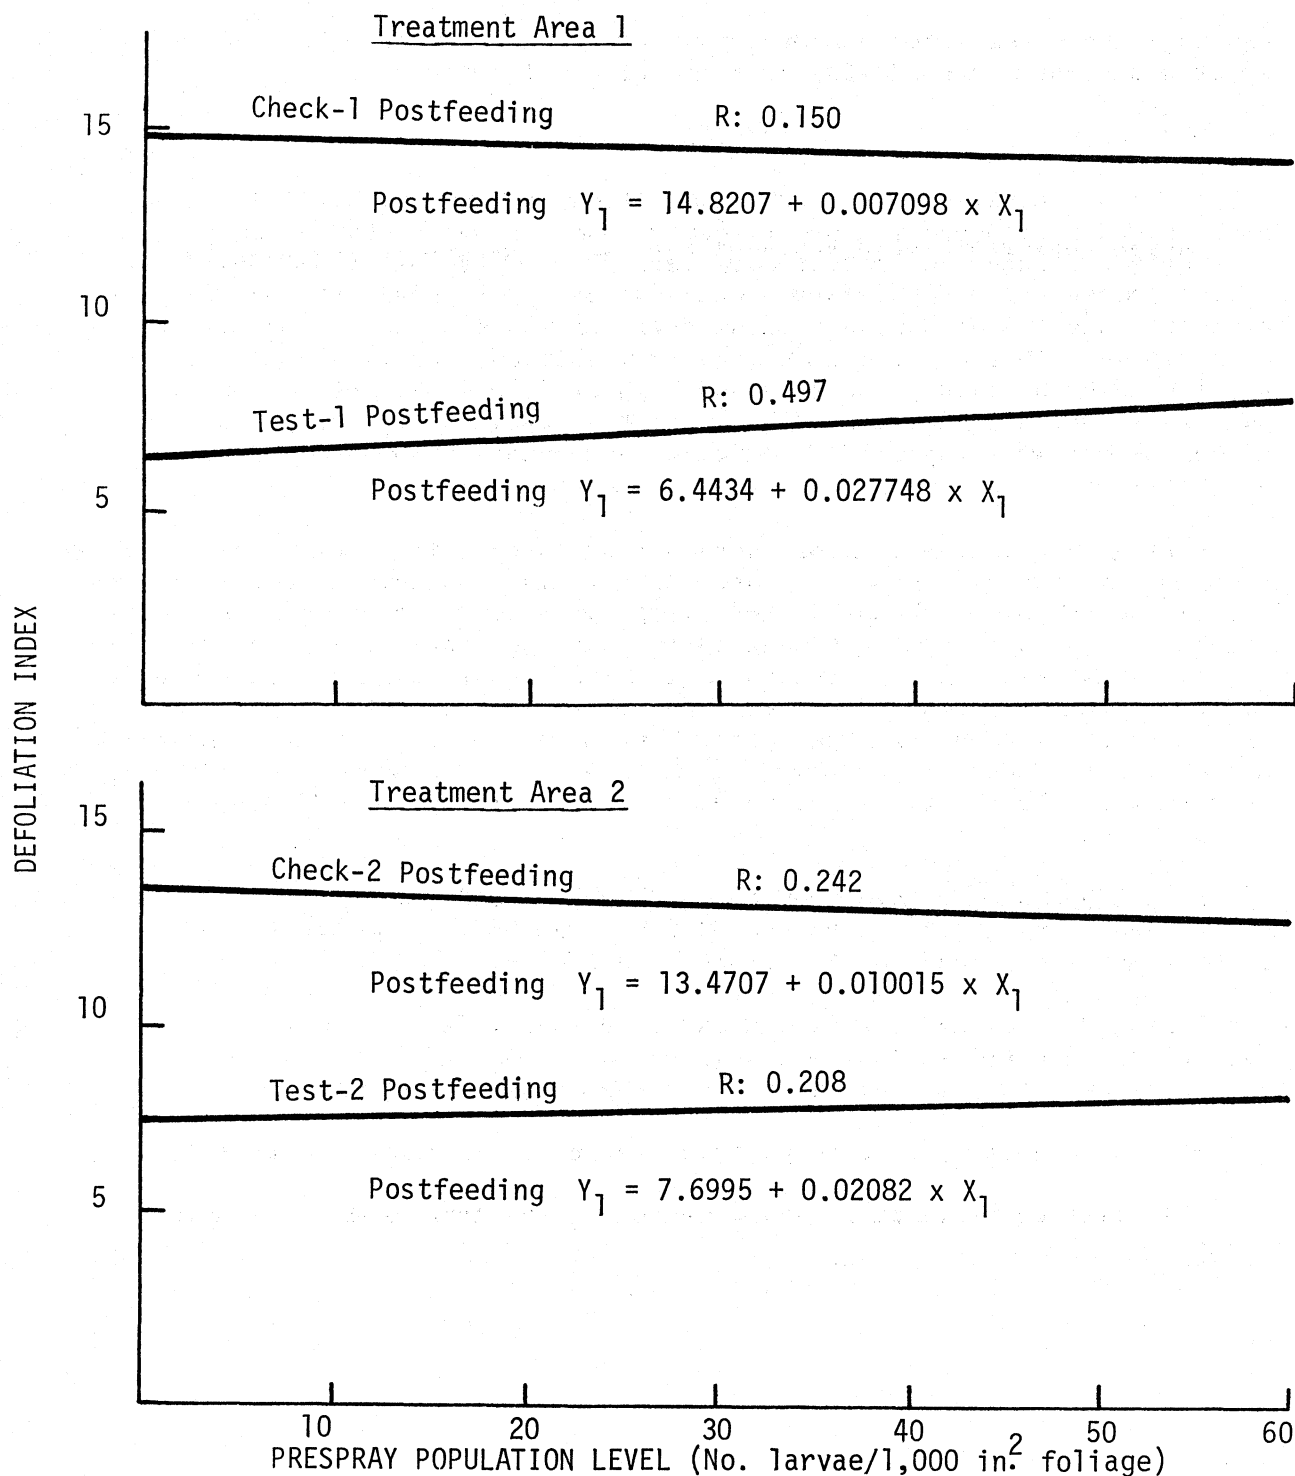 Treatment Area 1
15
Check-1 Postfeeding R: 0.150
Postfeeding Y1 = 14.8207 + 0.007098 x X1
10
Test-1 Postfeeding R: 0.497
Postfeeding Y1 = 6.4434 + 0.027748 x X1
5
DEFOLIATION INDEX
Treatment Area 2
15
Check-2 Postfeeding R: 0.242
Postfeeding Y1 = 13.4707 + 0.010015 x X1
10
Test-2 Postfeeding R: 0.208
Postfeeding Y1 = 7.6995 + 0.02082 x X1
5
10 20 30 40 50 60
PRESPRAY POPULATION LEVEL (No. larvae/1,000 in.2 foliage)